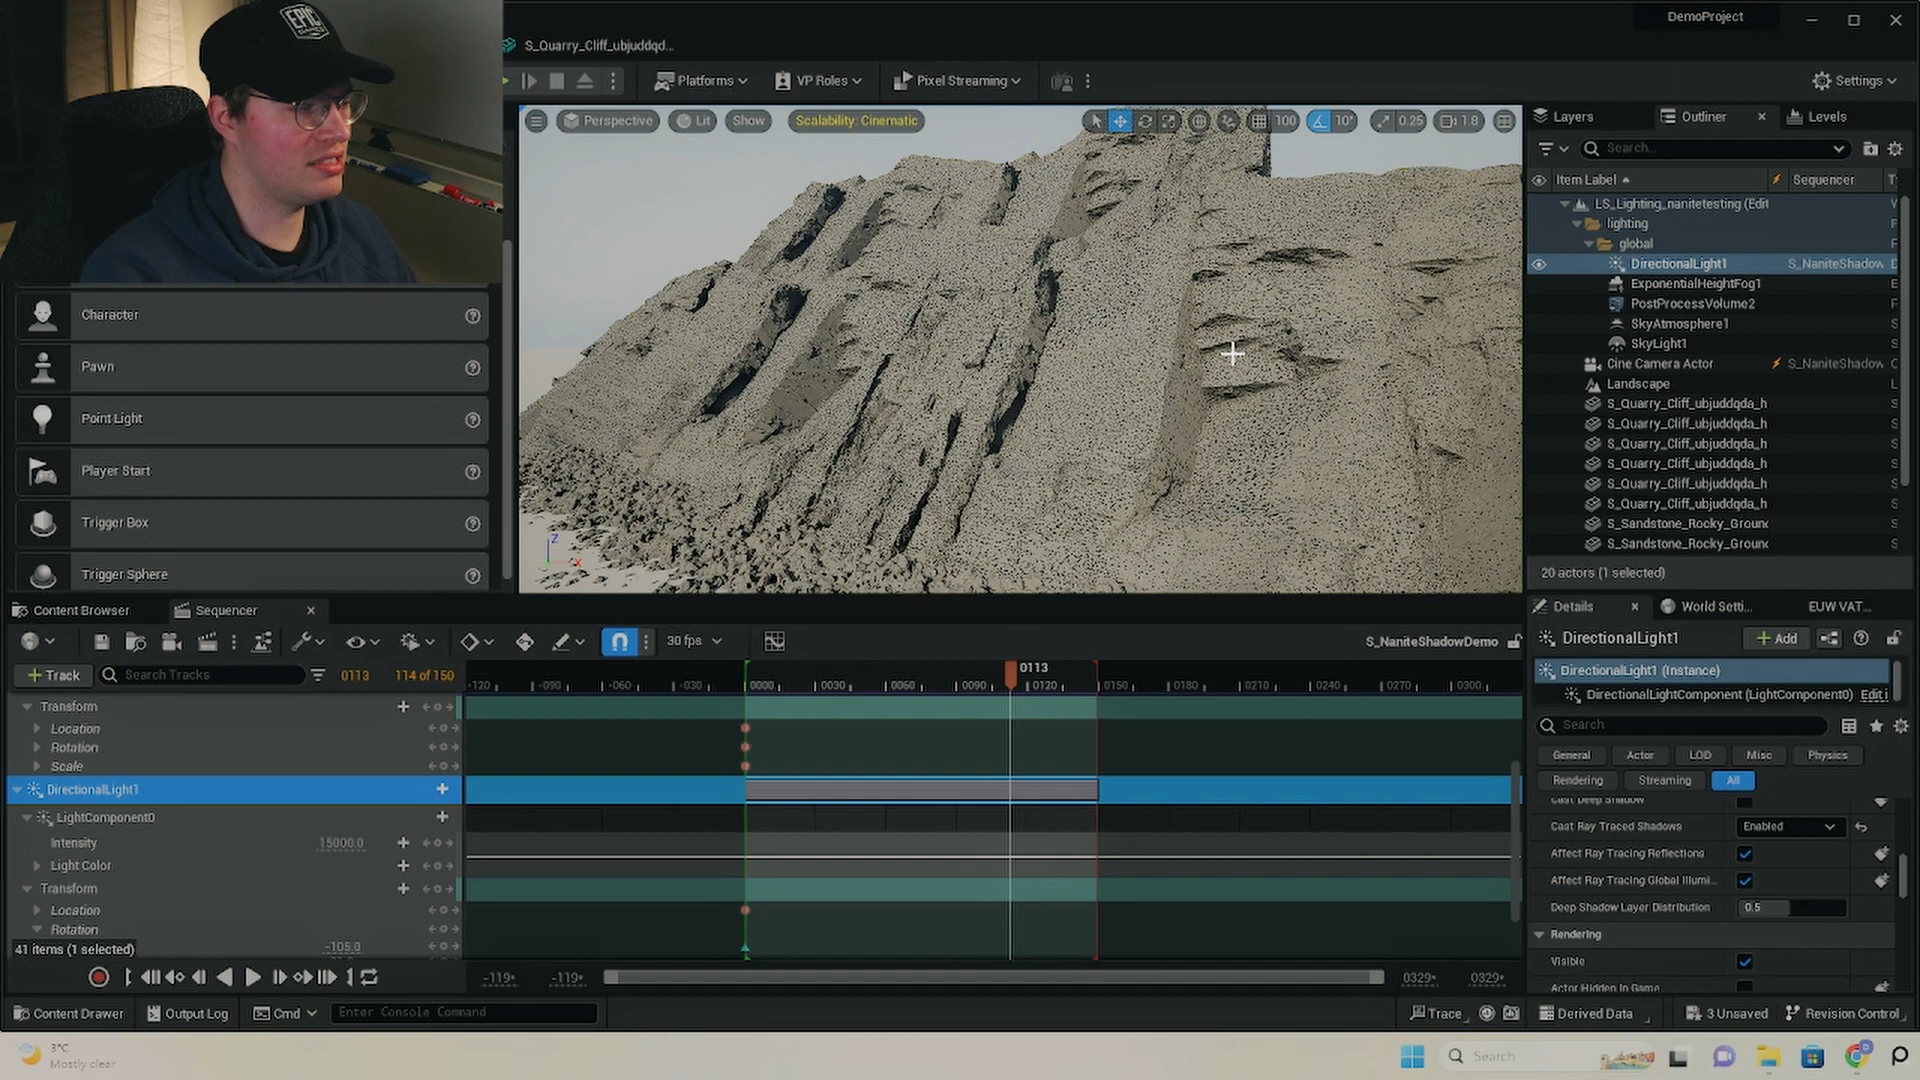 EPIC
GAMES
DemoProject
S_Quarry_Cliff_ubjuddqd...
Platforms
VP Roles
Pixel Streaming
Settings
Perspective
Lit
Show
Scalability: Cinematic
100
10°
0.25
1.8
Layers
Outliner
Levels
Search...
Item Label
Sequencer
T
LS_Lighting_nanitetesting (Edit
lighting
F
global
F
DirectionalLight1
S_NaniteShadow
ExponentialHeightFog1
E
PostProcessVolume2
SkyAtmosphere1
S
SkyLight1
S
Cine Camera Actor
S_NaniteShadow
Landscape
L
S_Quarry_Cliff_ubjuddqda_h
S
S_Quarry_Cliff_ubjuddqda_h
S
S_Quarry_Cliff_ubjuddqda_h
S
S_Quarry_Cliff_ubjuddqda_h
S
S_Quarry_Cliff_ubjuddqda_h
S
S_Quarry_Cliff_ubjuddqda_h
S
S_Sandstone_Rocky_Ground
S
S_Sandstone_Rocky_Ground
S
20 actors (1 selected)
Character
Pawn
Point Light
Player Start
Trigger Box
Trigger Sphere
Z
X
Content Browser
Sequencer
30 fps
S_NaniteShadowDemo
Track
Search Tracks
0113
114 of 150
-120
-090
-060
-030
0000
0030
0060
0090
0113
0120
0150
0180
0210
0240
0270
0300
Transform
Location
Rotation
Scale
DirectionalLight1
LightComponent0
Intensity
15000.0
Light Color
Transform
Location
Rotation
-105.0
41 items (1 selected)
-119+
-119+
0329+
0329+
Details
World Setti...
EUW VAT...
DirectionalLight1
Add
DirectionalLight1 (Instance)
DirectionalLightComponent (LightComponent0)
Edit i
Search
General
Actor
LOD
Misc
Physics
Rendering
Streaming
All
Cast Deep Shadow
Cast Ray Traced Shadows
Enabled
Affect Ray Tracing Reflections
Affect Ray Tracing Global Illumi...
Deep Shadow Layer Distribution
0.5
Rendering
Visible
Actor Hidden In Game
Content Drawer
Output Log
Cmd
Enter Console Command
Trace
Derived Data
3 Unsaved
Revision Control
3°C
Mostly clear
Search